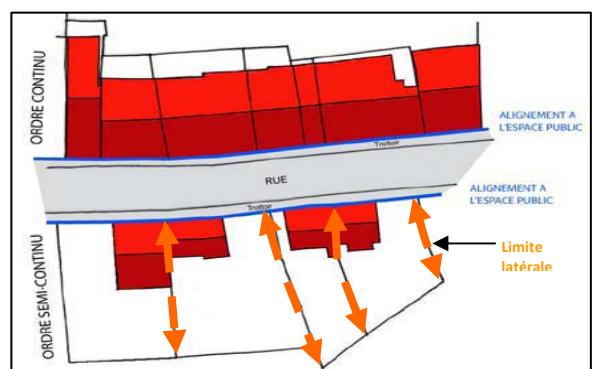 ORDRE CONTINU
ALIGNEMENT A
L'ESPACE PUBLIC
Trottoir
RUE
ALIGNEMENT A
L'ESPACE PUBLIC
Trottoir
Limite
latérale
ORDRE SEMI-CONTINU